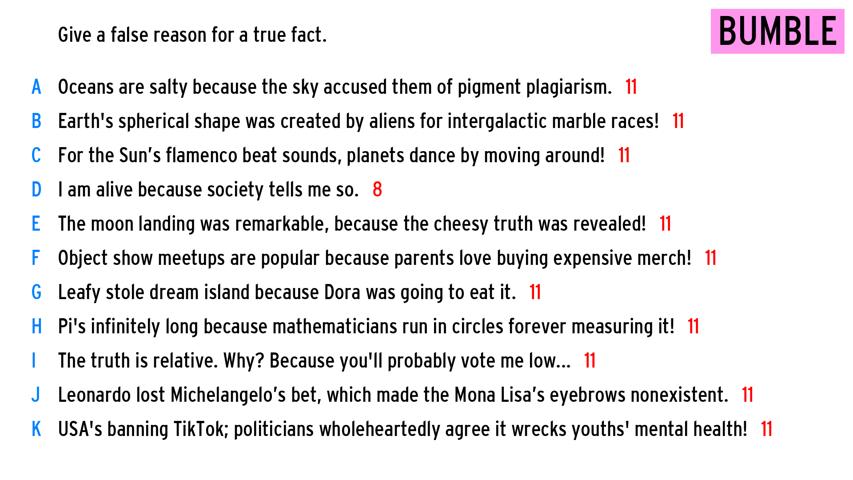 Give a false reason for a true fact.
BUMBLE
A Oceans are salty because the sky accused them of pigment plagiarism. 11
B Earth's spherical shape was created by aliens for intergalactic marble races! 11
C For the Sun’s flamenco beat sounds, planets dance by moving around! 11
D I am alive because society tells me so. 8
E The moon landing was remarkable, because the cheesy truth was revealed! 11
F Object show meetups are popular because parents love buying expensive merch! 11
G Leafy stole dream island because Dora was going to eat it. 11
H Pi's infinitely long because mathematicians run in circles forever measuring it! 11
I The truth is relative. Why? Because you'll probably vote me low... 11
J Leonardo lost Michelangelo’s bet, which made the Mona Lisa’s eyebrows nonexistent. 11
K USA's banning TikTok; politicians wholeheartedly agree it wrecks youths' mental health! 11